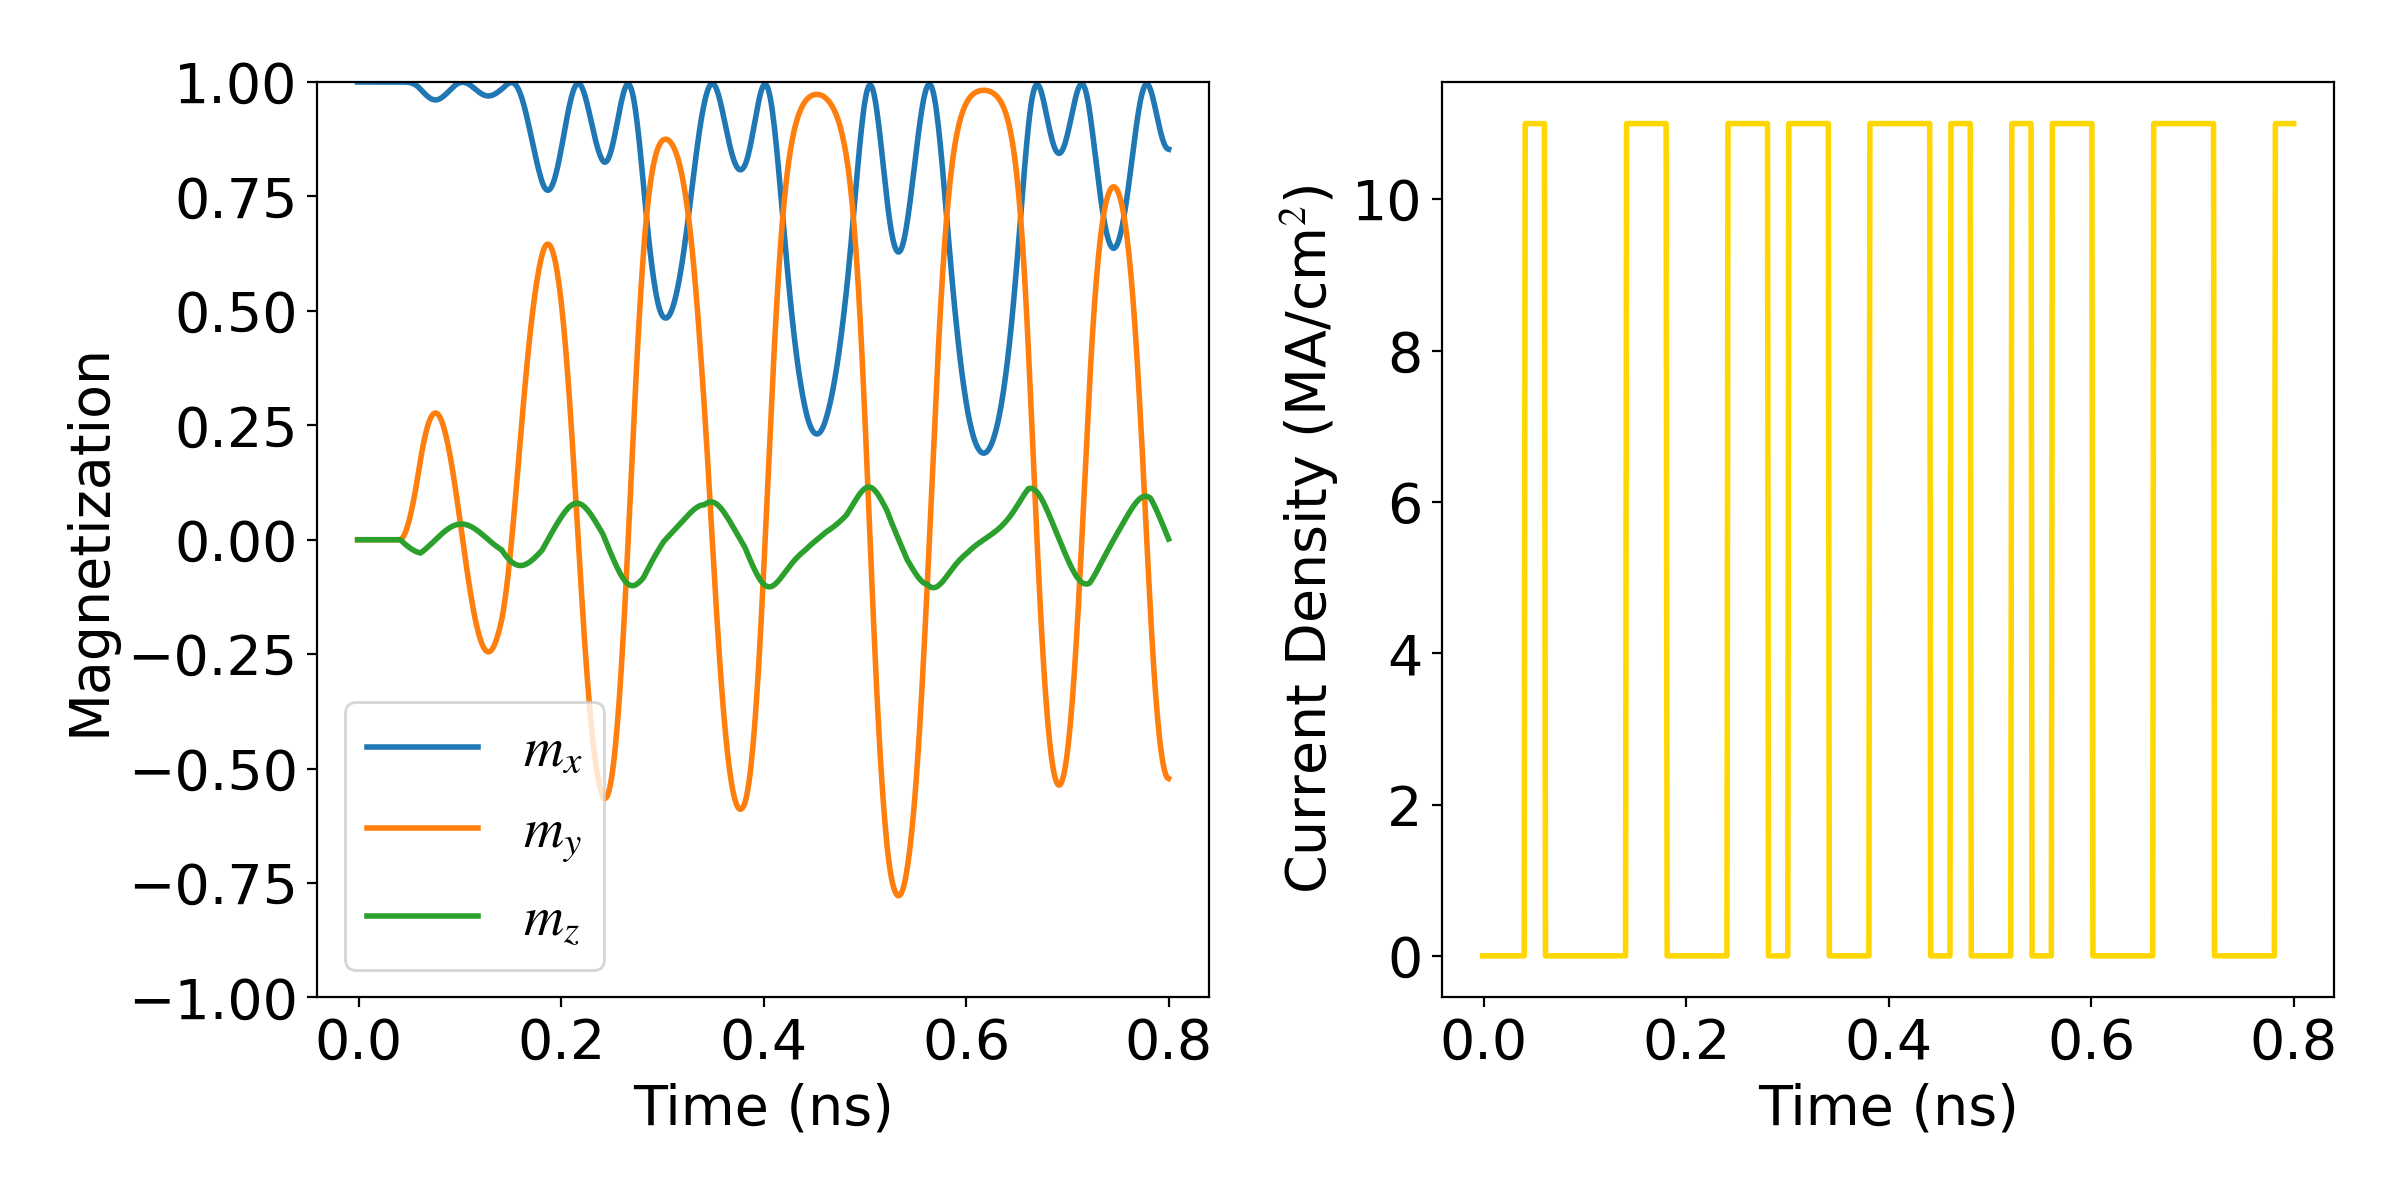 1.00
0.75
0.50
0.25
0.00
−0.25
−0.50
−0.75
−1.00
Magnetization
m_x
m_y
m_z
0.0 0.2 0.4 0.6 0.8
Time (ns)
10
8
6
4
2
0
Current Density (MA/cm²)
0.0 0.2 0.4 0.6 0.8
Time (ns)